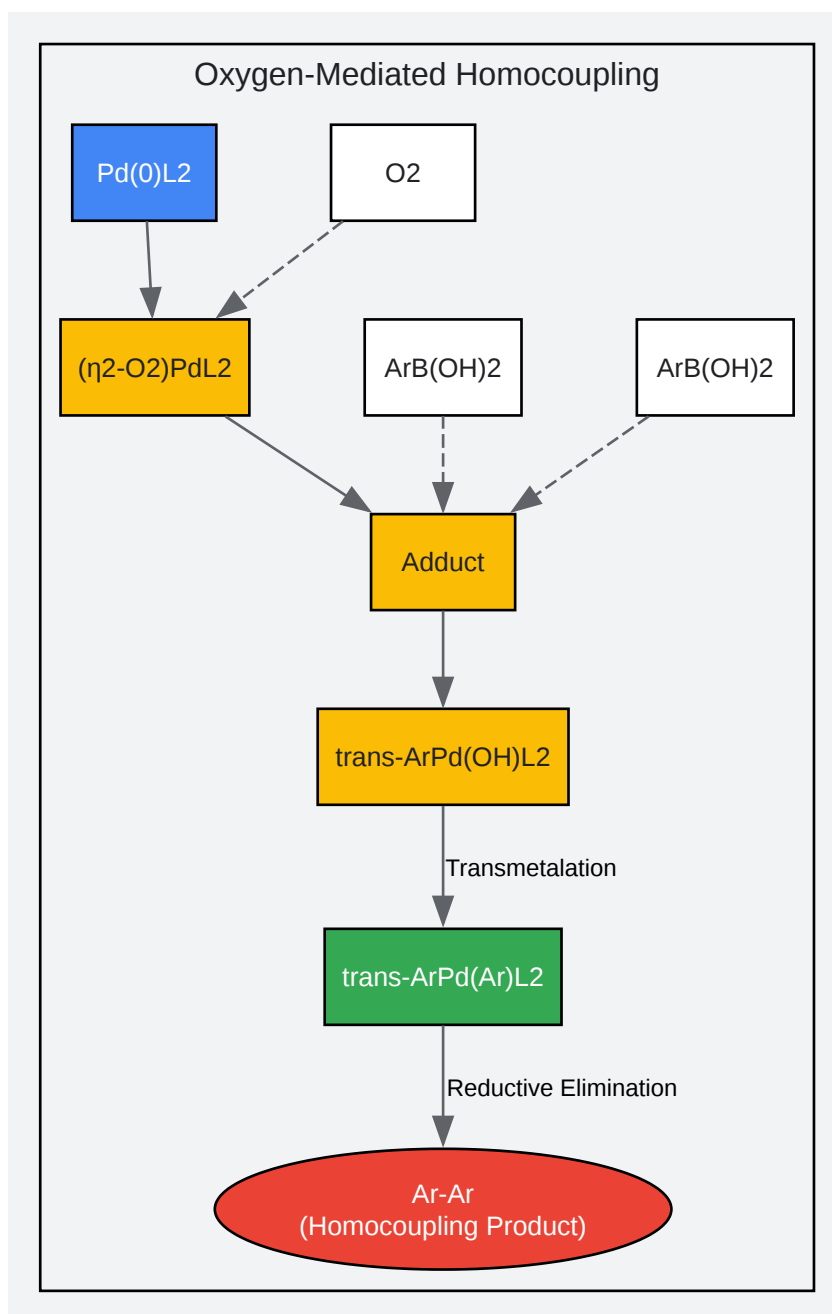 Oxygen-Mediated Homocoupling
Pd(0)L2
O2
(η2-O2)PdL2
ArB(OH)2
ArB(OH)2
Adduct
trans-ArPd(OH)L2
Transmetalation
trans-ArPd(Ar)L2
Reductive Elimination
Ar-Ar
(Homocoupling Product)